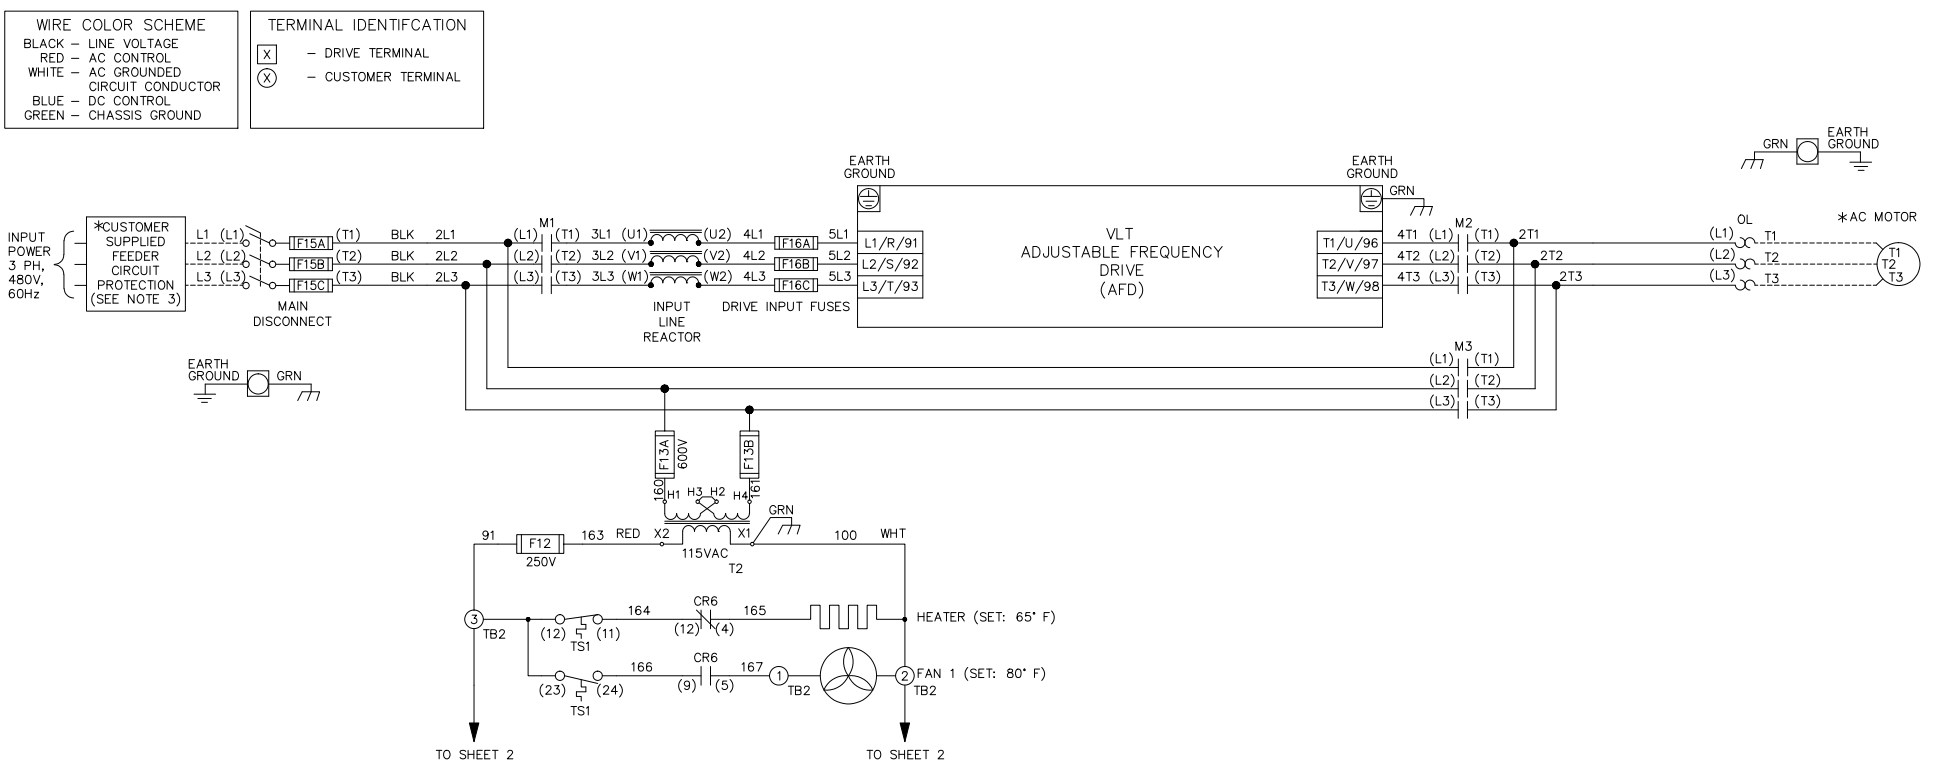 WIRE COLOR SCHEME
BLACK – LINE VOLTAGE
RED – AC CONTROL
WHITE – AC GROUNDED
CIRCUIT CONDUCTOR
BLUE – DC CONTROL
GREEN – CHASSIS GROUND
TERMINAL IDENTIFCATION
X – DRIVE TERMINAL
X – CUSTOMER TERMINAL
INPUT
POWER
3 PH,
480V,
60Hz
*CUSTOMER
SUPPLIED
FEEDER
CIRCUIT
PROTECTION
(SEE NOTE 3)
L1 (L1) F15A (T1) BLK 2L1 (L1) M1 (T1) 3L1 (U1) (U2) 4L1 F16A 5L1 L1/R/91
L2 (L2) F15B (T2) BLK 2L2 (L2) (T2) 3L2 (V1) (V2) 4L2 F16B 5L2 L2/S/92
L3 (L3) F15C (T3) BLK 2L3 (L3) (T3) 3L3 (W1) (W2) 4L3 F16C 5L3 L3/T/93
MAIN
DISCONNECT
INPUT
LINE
REACTOR
DRIVE INPUT FUSES
EARTH
GROUND
VLT
ADJUSTABLE FREQUENCY
DRIVE
(AFD)
EARTH
GROUND
GRN
T1/U/96 4T1 (L1) M2 (T1) 2T1 (L1) OL T1
T2/V/97 4T2 (L2) (T2) 2T2 (L2) T2
T3/W/98 4T3 (L3) (T3) 2T3 (L3) T3
*AC MOTOR
T1
T2
T3
GRN
EARTH
GROUND
EARTH
GROUND
GRN
M3
(L1) (T1)
(L2) (T2)
(L3) (T3)
F13A
600V
F13B
160
161
H1 H3 H2 H4
GRN
91 F12 163 RED X2 X1 100 WHT
250V
115VAC
T2
3
TB2
(12) (11)
TS1
164
CR6
(12) (4)
165
HEATER (SET: 65° F)
(23) (24)
TS1
166
CR6
(9) (5)
167
1
TB2
2
TB2
FAN 1 (SET: 80° F)
TO SHEET 2
TO SHEET 2